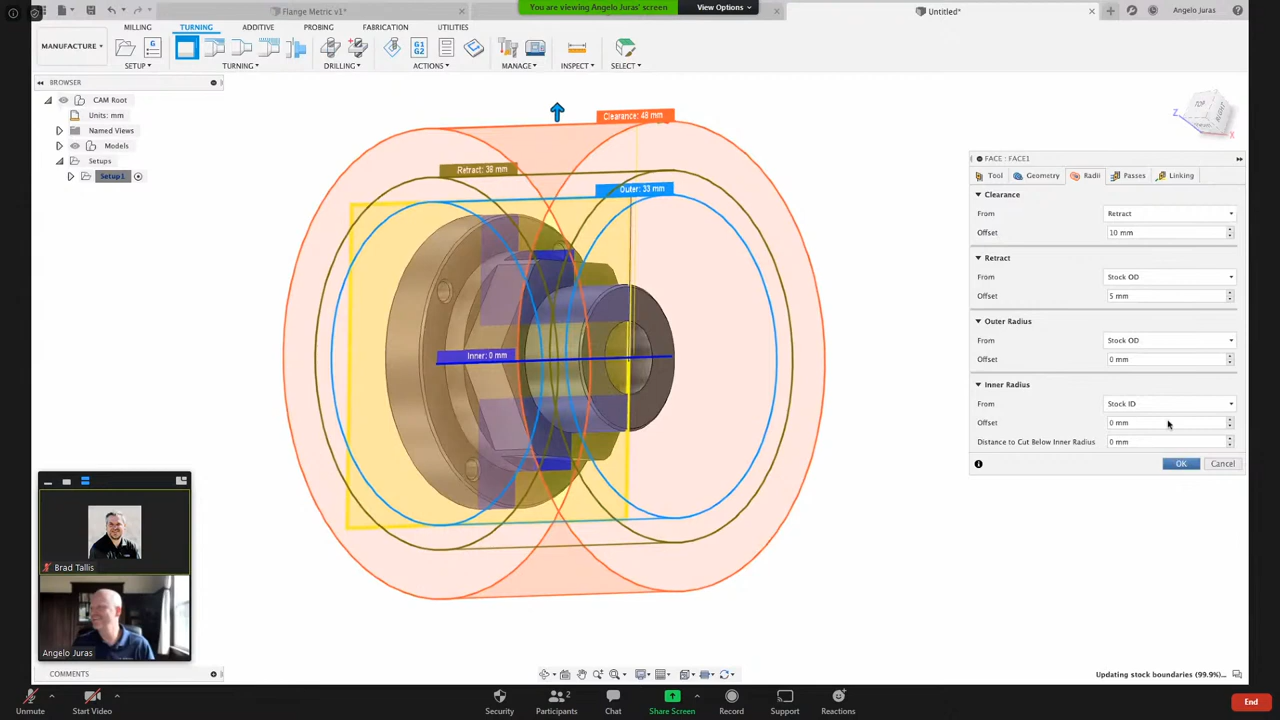 Flange Metric v1*
You are viewing Angelo Juras' screen
View Options
Untitled*
Angelo Juras
MILLING
TURNING
ADDITIVE
PROBING
FABRICATION
UTILITIES
MANUFACTURE
G
G1
G2
SETUP
TURNING
DRILLING
ACTIONS
MANAGE
INSPECT
SELECT
BROWSER
CAM Root
Units: mm
Named Views
Models
Setups
Setup1
Clearance: 48 mm
Retract: 38 mm
Outer: 33 mm
Inner: 0 mm
Z
X
FACE : FACE1
Tool
Geometry
Radii
Passes
Linking
Clearance
From
Retract
Offset
10 mm
Retract
From
Stock OD
Offset
5 mm
Outer Radius
From
Stock OD
Offset
0 mm
Inner Radius
From
Stock ID
Offset
0 mm
Distance to Cut Below Inner Radius
0 mm
OK
Cancel
Brad Tallis
Angelo Juras
COMMENTS
Updating stock boundaries (99.9%)
Unmute
Start Video
Security
Participants
2
Chat
Share Screen
Record
Support
Reactions
End